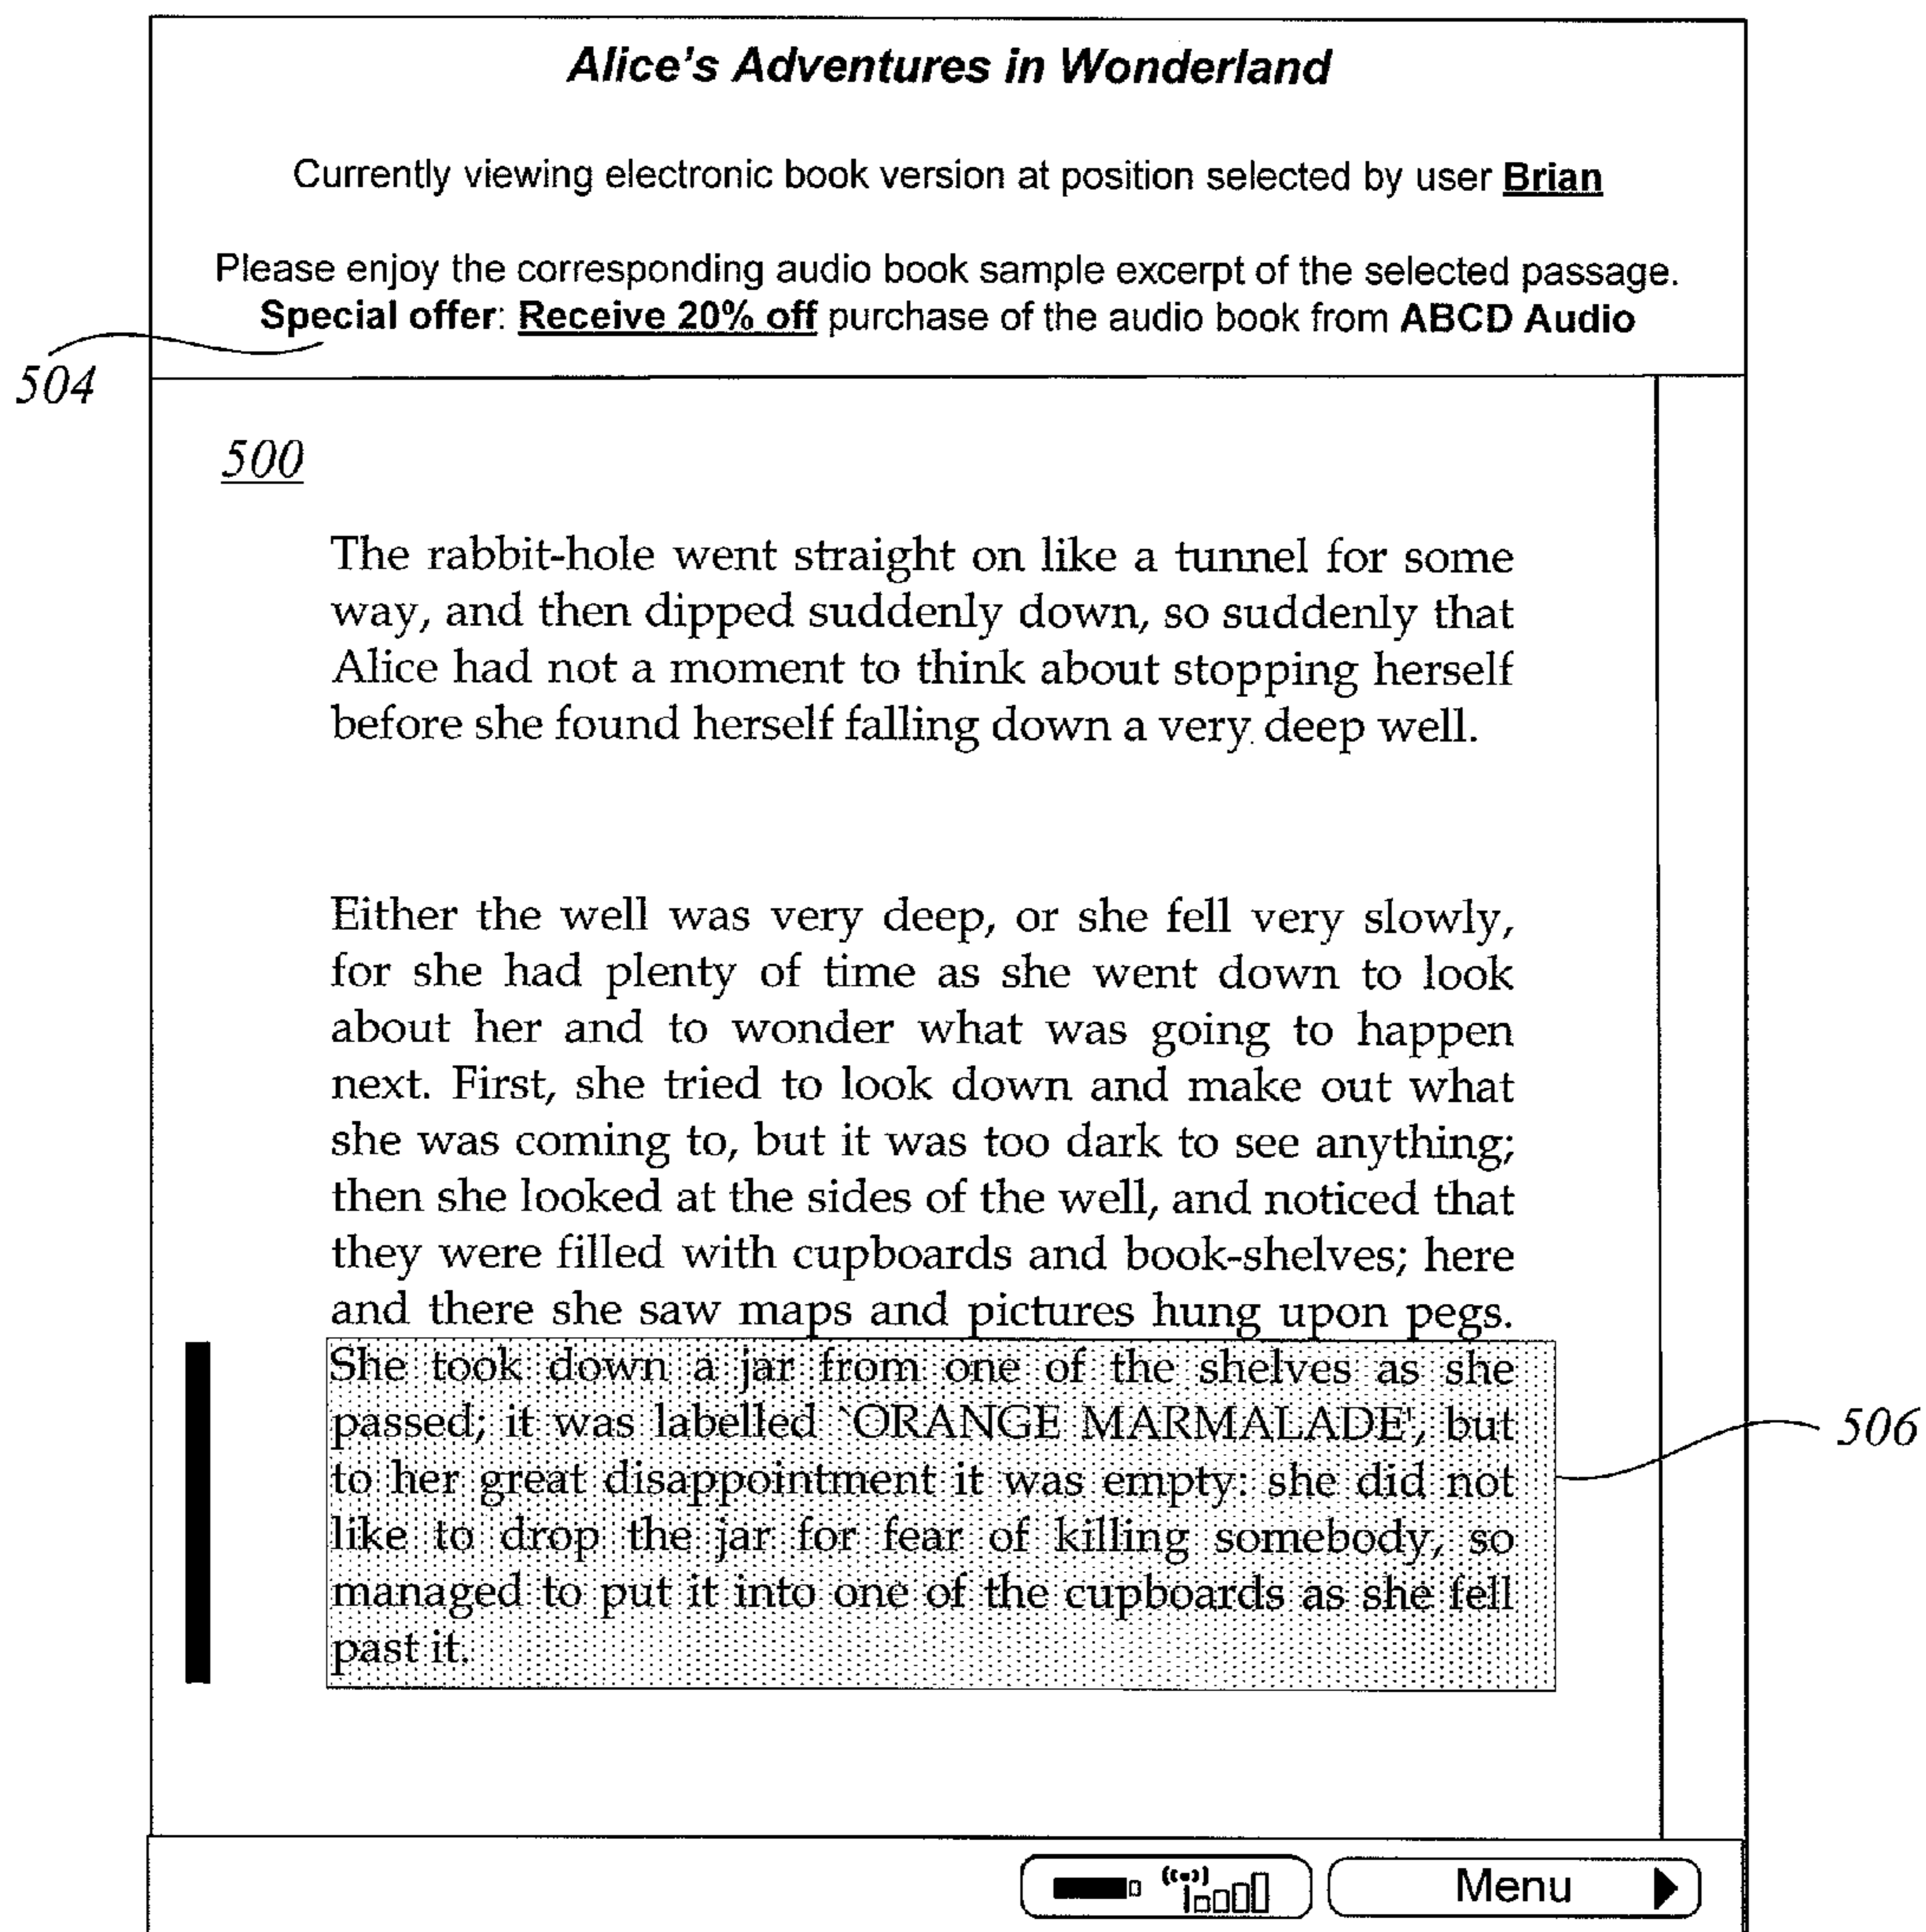 Alice's Adventures in Wonderland
Currently viewing electronic book version at position selected by user Brian
Please enjoy the corresponding audio book sample excerpt of the selected passage.
Special offer: Receive 20% off purchase of the audio book from ABCD Audio
504
500
The rabbit-hole went straight on like a tunnel for some
way, and then dipped suddenly down, so suddenly that
Alice had not a moment to think about stopping herself
before she found herself falling down a very deep well.
Either the well was very deep, or she fell very slowly,
for she had plenty of time as she went down to look
about her and to wonder what was going to happen
next. First, she tried to look down and make out what
she was coming to, but it was too dark to see anything;
then she looked at the sides of the well, and noticed that
they were filled with cupboards and book-shelves; here
and there she saw maps and pictures hung upon pegs.
She took down a jar from one of the shelves as she
passed; it was labelled `ORANGE MARMALADE', but
to her great disappointment it was empty: she did not
like to drop the jar for fear of killing somebody, so
managed to put it into one of the cupboards as she fell
past it.
506
Menu